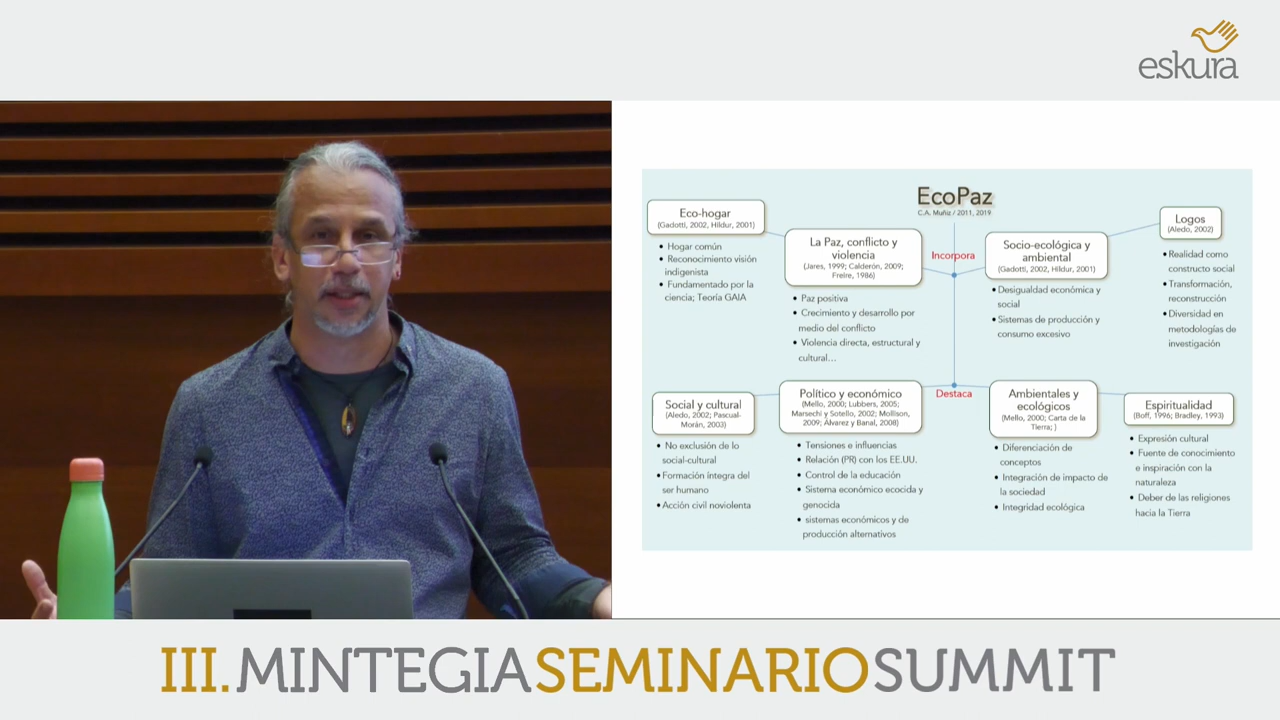 eskura
EcoPaz
C.A. Muñiz / 2011, 2019
Eco-hogar
(Gadotti, 2002, Hildur, 2001)
• Hogar común
• Reconocimiento visión
indigenista
• Fundamentado por la
ciencia; Teoría GAIA
La Paz, conflicto y
violencia
(Jares, 1999; Calderón, 2009;
Freire, 1986)
• Paz positiva
• Crecimiento y desarrollo por
medio del conflicto
• Violencia directa, estructural y
cultural...
Incorpora
Socio-ecológica y
ambiental
(Gadotti, 2002, Hildur, 2001)
• Desigualdad económica y
social
• Sistemas de producción y
consumo excesivo
Logos
(Aledo, 2002)
• Realidad como
constructo social
• Transformación,
reconstrucción
• Diversidad en
metodologías de
investigación
Social y cultural
(Aledo, 2002; Pascual-
Morán, 2003)
• No exclusión de lo
social-cultural
• Formación integra del
ser humano
• Acción civil noviolenta
Político y económico
(Mello, 2000; Lubbers, 2005;
Marsechi y Sotello, 2002; Mollison,
2009; Álvarez y Banal, 2008)
• Tensiones e influencias
• Relación (PR) con los EE.UU.
• Control de la educación
• Sistema económico ecocida y
genocida
• sistemas económicos y de
producción alternativos
Destaca
Ambientales y
ecológicos
(Mello, 2000; Carta de la
Tierra; )
• Diferenciación de
conceptos
• Integración de impacto de
la sociedad
• Integridad ecológica
Espiritualidad
(Boff, 1996; Bradley, 1993)
• Expresión cultural
• Fuente de conocimiento
e inspiración con la
naturaleza
• Deber de las religiones
hacia la Tierra
III.MINTEGIASEMINARIOSUMMIT